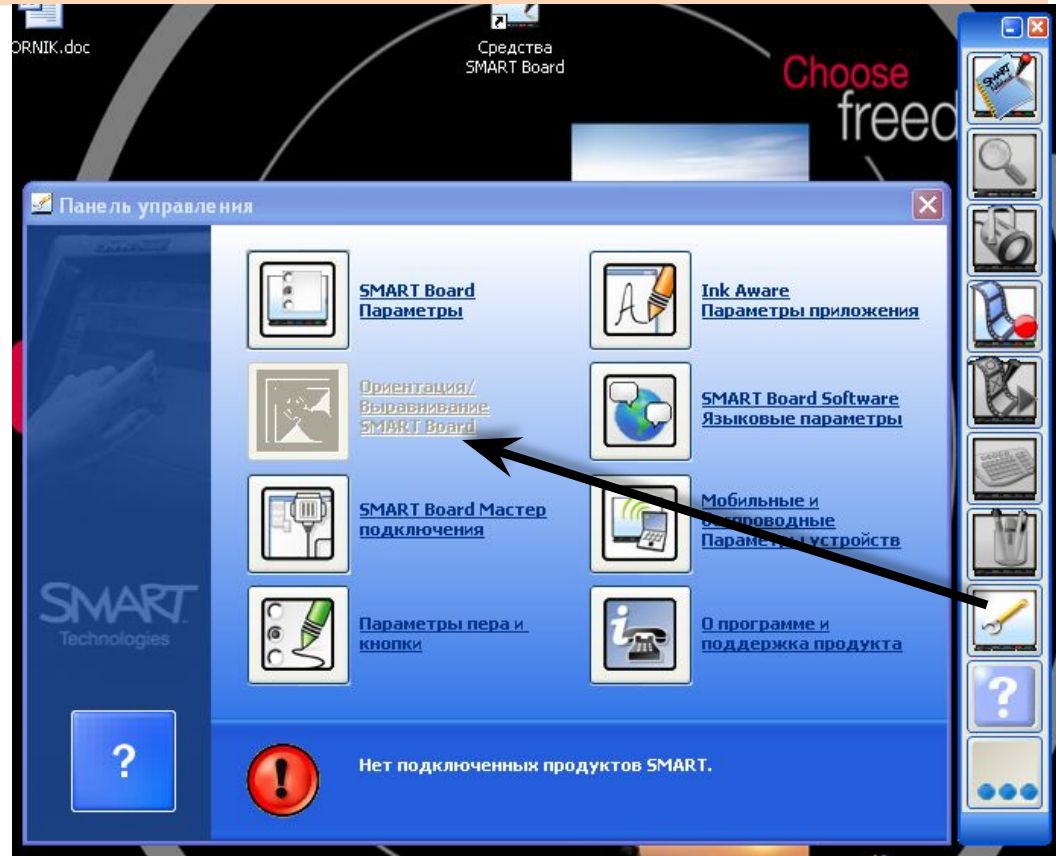 ORNIK.doc
Средства
SMART Board
Choose
freed
Панель управления
SMART Board
Параметры
Ink Aware
Параметры приложения
Ориентация/
Выравнивание
SMART Board
SMART Board Software
Языковые параметры
SMART Board Мастер
подключения
Мобильные и
беспроводные
Параметры устройств
Параметры пера и
кнопки
О программе и
поддержка продукта
SMART
Technologies
?
!
Нет подключенных продуктов SMART.
SMART
Notebook
?